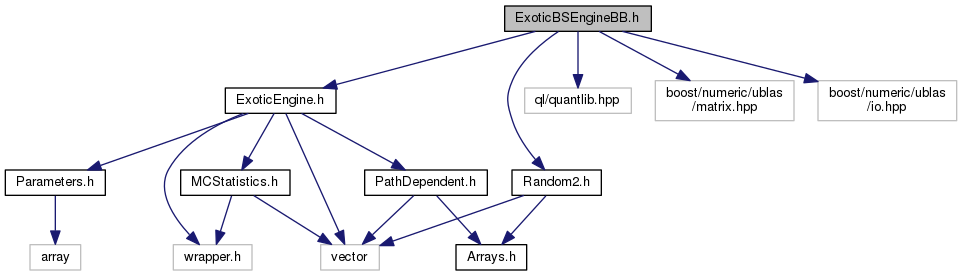 ExoticBSEngineBB.h
ExoticEngine.h
ql/quantlib.hpp
boost/numeric/ublas
/matrix.hpp
boost/numeric/ublas
/io.hpp
Parameters.h
MCStatistics.h
PathDependent.h
Random2.h
array
wrapper.h
vector
Arrays.h